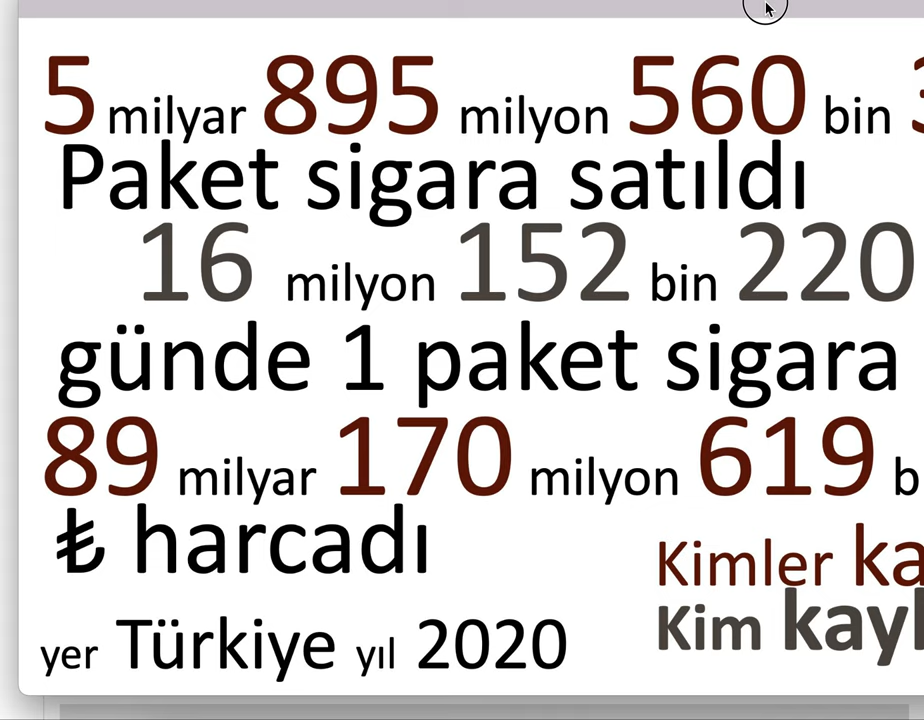 5 milyar 895 milyon 560 bin
Paket sigara satıldı
16 milyon 152 bin 220
günde 1 paket sigara
89 milyar 170 milyon 619
₺ harcadı
Kimler
Kim
yer Türkiye yıl 2020